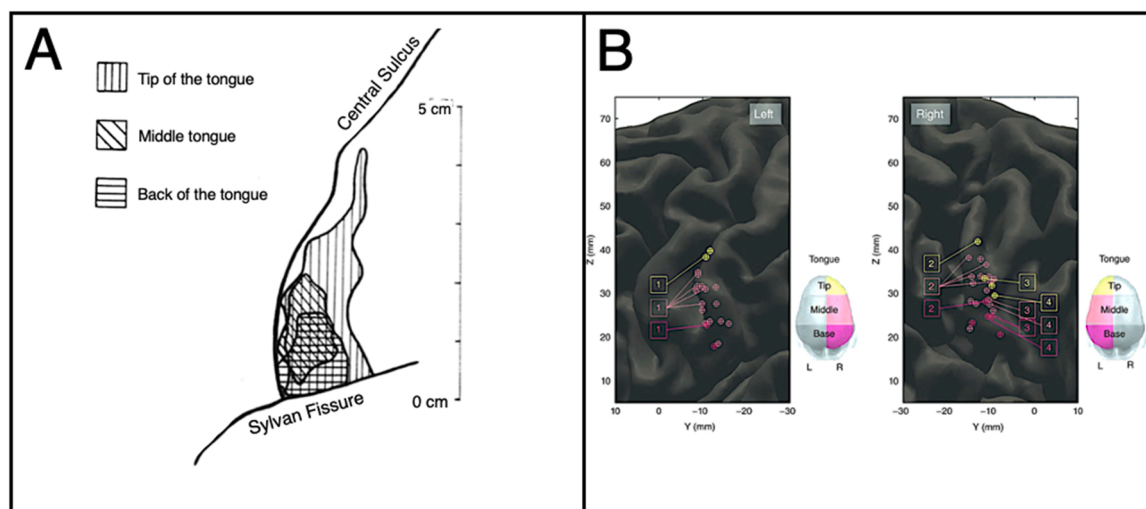 A
Tip of the tongue
Middle tongue
Back of the tongue
Central Sulcus
5 cm
0 cm
Sylvan Fissure
B
Left
70
60
50
40
30
20
10
Z (mm)
1
1
1
10
0
−10
−20
−30
Y (mm)
Tongue
Tip
Middle
Base
L
R
Right
70
60
50
40
30
20
10
Z (mm)
2
2
2
3
3
3
4
4
4
−30
−20
−10
0
10
Y (mm)
Tongue
Tip
Middle
Base
L
R